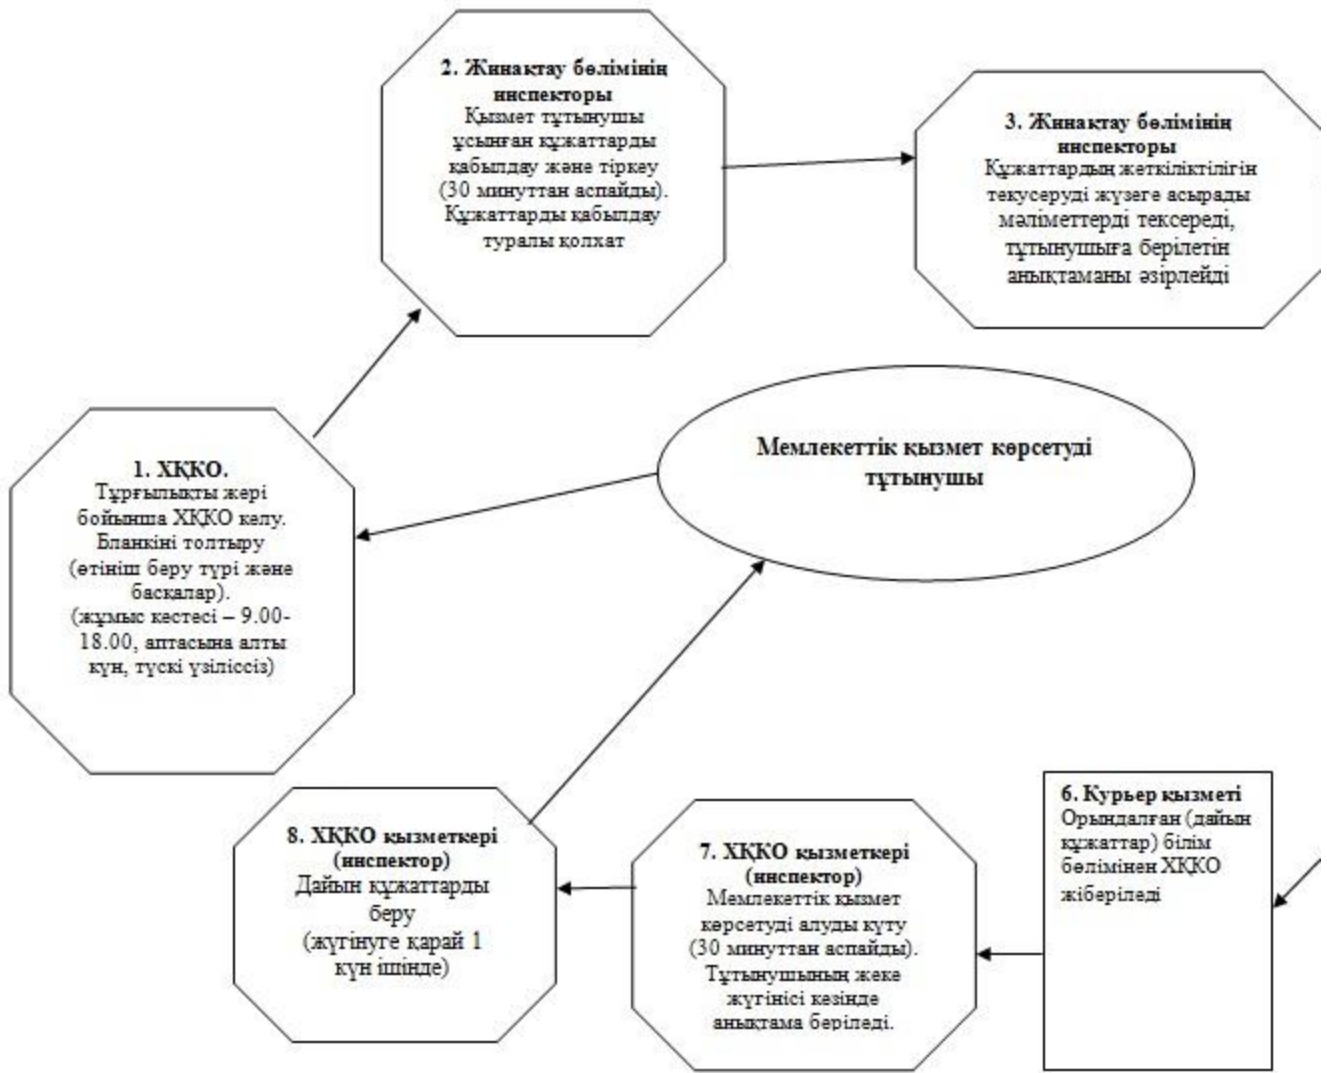 2. Жинақтау бөлімінің
инспекторы
Қызмет тұтынушы
ұсынған құжаттарды
қабылдау және тіркеу
(30 минуттан аспайды).
Құжаттарды қабылдау
туралы қолхат
3. Жинақтау бөлімінің
инспекторы
Құжаттардың жеткіліктілігін
текусеруді жүзеге асырады
мәліметтерді тексереді,
тұтынушыға берілетін
анықтаманы әзірлейді
Мемлекеттік қызмет көрсетуді
тұтынушы
1. ХҚКО.
Тұрғылықты жері
бойынша ХҚКО келу.
Бланкіні толтыру
(өтініш беру түрі және
басқалар).
(жұмыс кестесі – 9.00-
18.00, аптасына алты
күн, түскі үзіліссіз)
8. ХҚКО қызметкері
(инспектор)
Дайын құжаттарды
беру
(жүгінуге қарай 1
күн ішінде)
7. ХҚКО қызметкері
(инспектор)
Мемлекеттік қызмет
көрсетуді алуды күту
(30 минуттан аспайды).
Тұтынушының жеке
жүгінісі кезінде
анықтама беріледі.
6. Курьер қызметі
Орындалған (дайын
құжаттар) білім
бөлімінен ХҚКО
жіберіледі